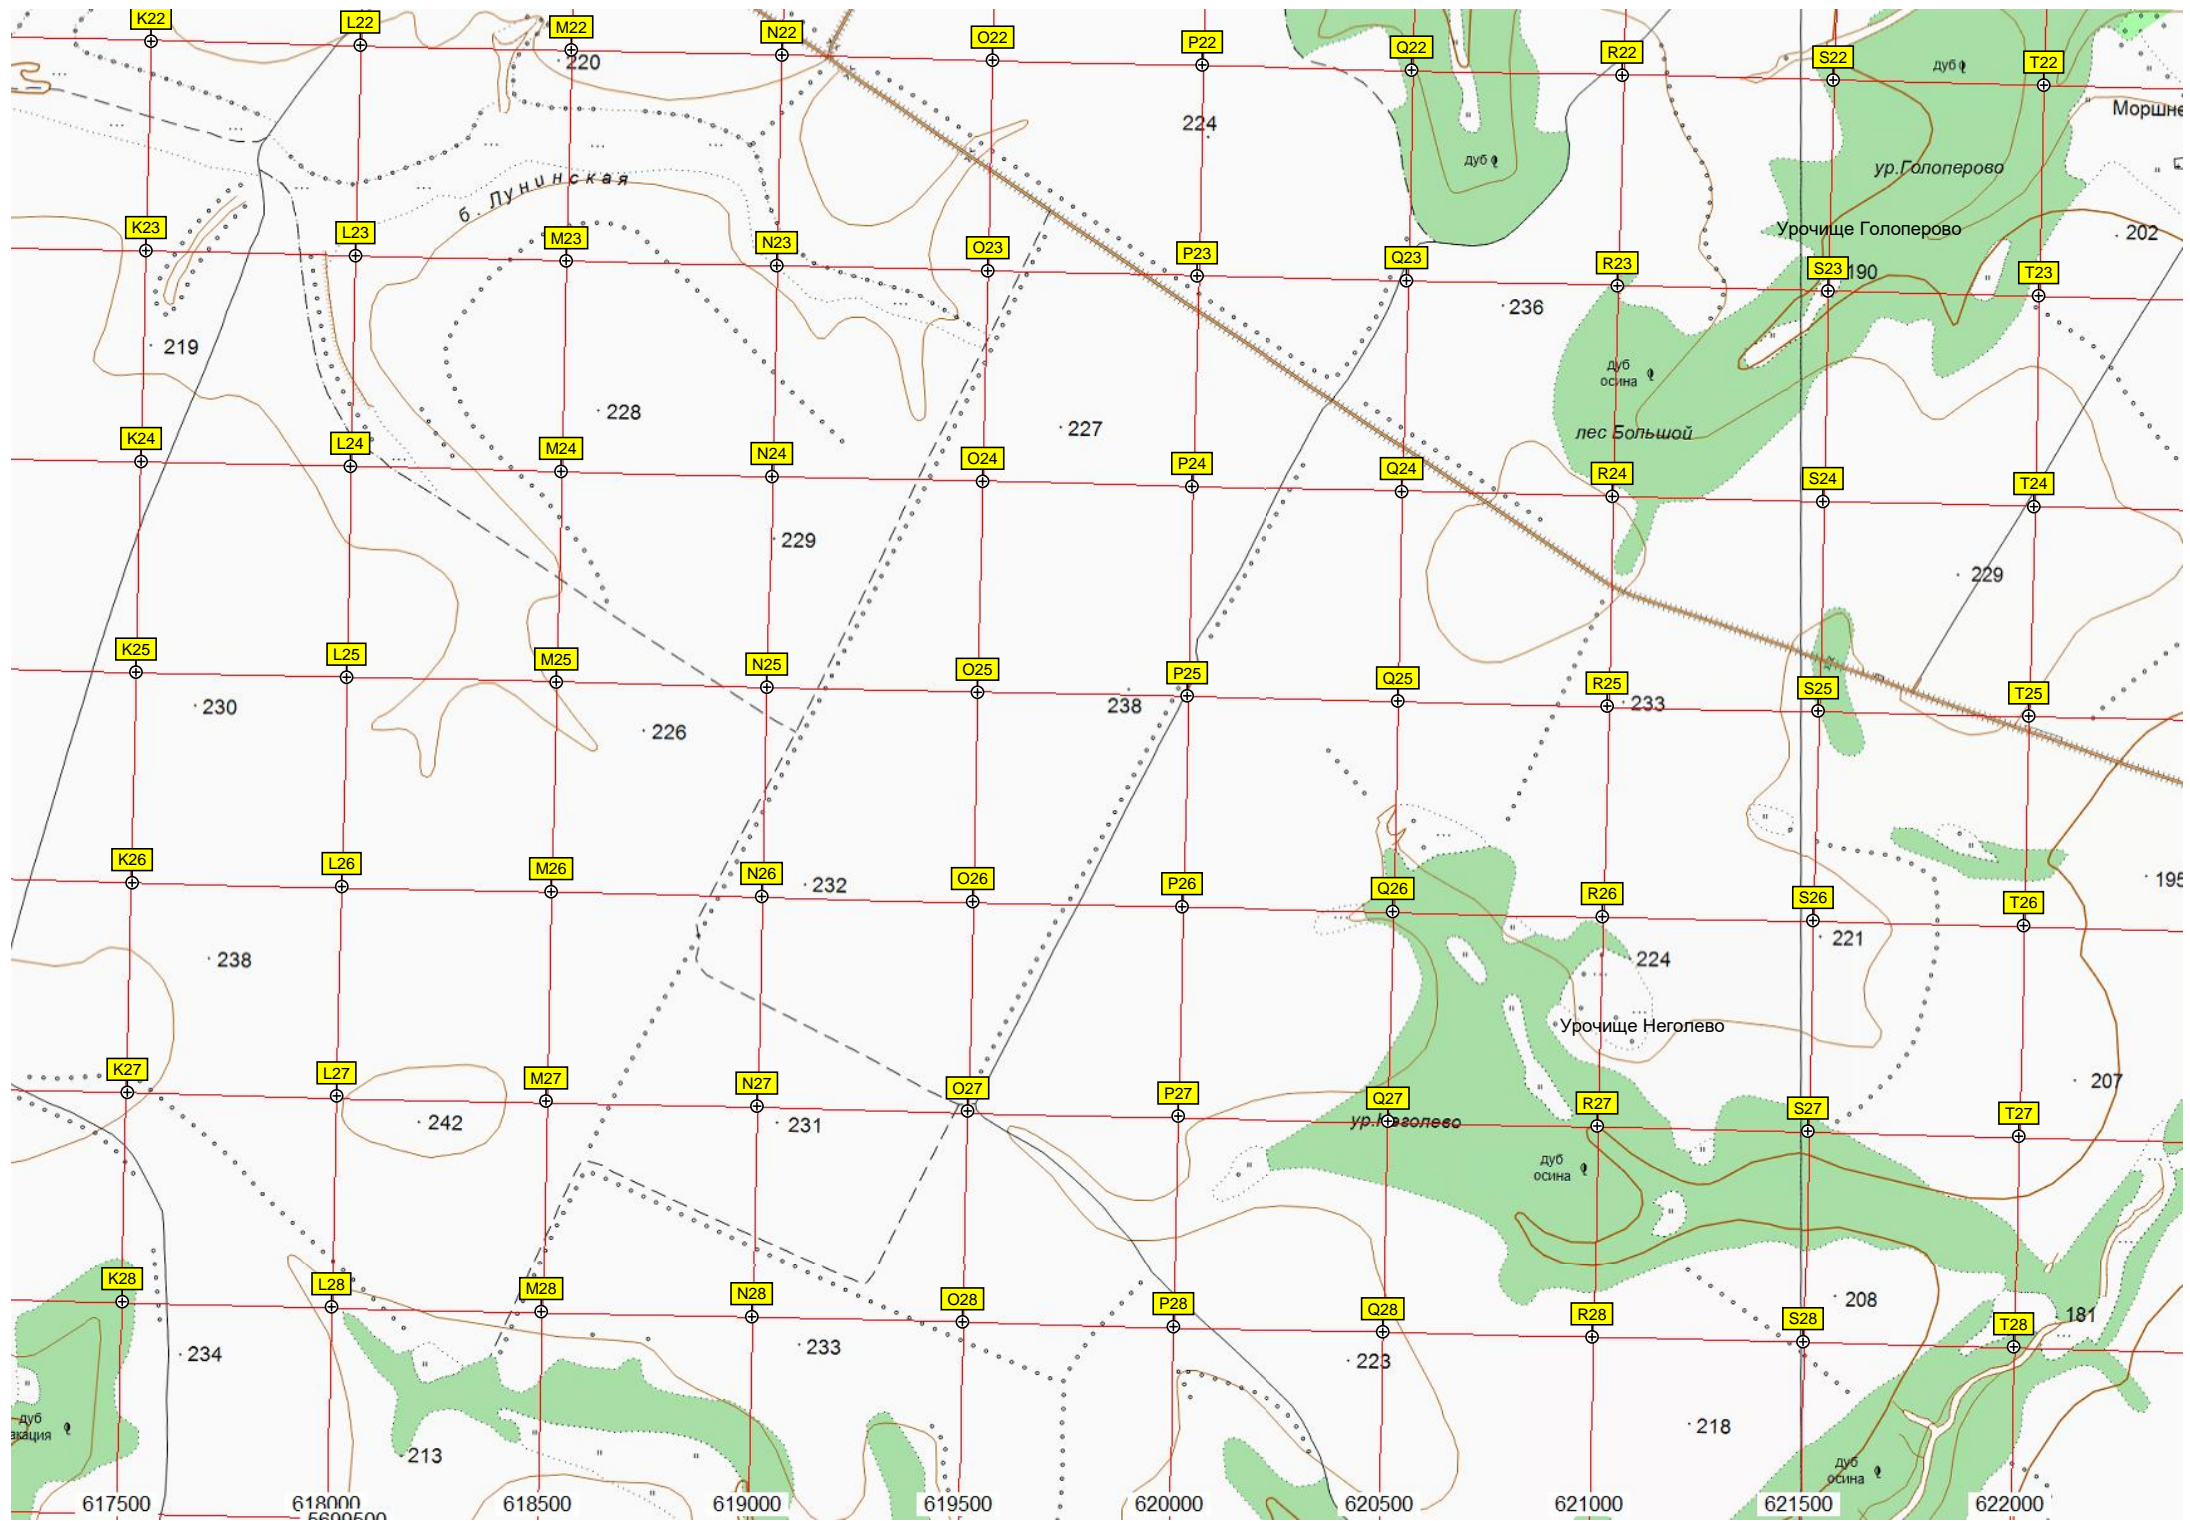 K22 L22 M22 N22 O22 P22 Q22 R22 S22 T22
220
дуб
224
Моршне
дуб
ур.Голоперово
б. Лунинская
K23 L23 M23 N23 O23 P23 Q23 R23 S23 T23
Урочище Голоперово
202
190
236
219
дуб
осина
228
227
лес Большой
K24 L24 M24 N24 O24 P24 Q24 R24 S24 T24
229
229
K25 L25 M25 N25 O25 P25 Q25 R25 S25 T25
230
238
233
226
K26 L26 M26 N26 O26 P26 Q26 R26 S26 T26
232
195
221
238
224
Урочище Неголево
K27 L27 M27 N27 O27 P27 Q27 R27 S27 T27
207
242
231
ур.Неголево
дуб
осина
K28 L28 M28 N28 O28 P28 Q28 R28 S28 T28
208
181
234
233
223
дуб
акация
218
213
дуб
осина
617500 618000 618500 619000 619500 620000 620500 621000 621500 622000
5699500